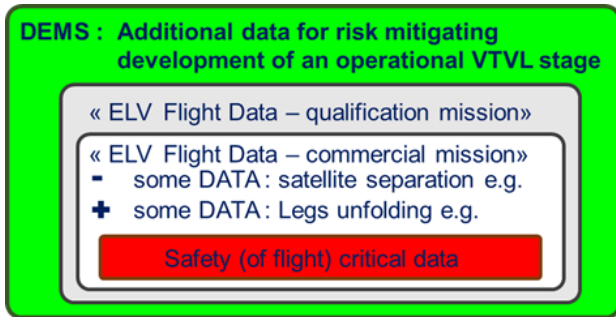 DEMS : Additional data for risk mitigating
development of an operational VTVL stage
« ELV Flight Data – qualification mission»
« ELV Flight Data – commercial mission»
- some DATA : satellite separation e.g.
+ some DATA : Legs unfolding e.g.
Safety (of flight) critical data